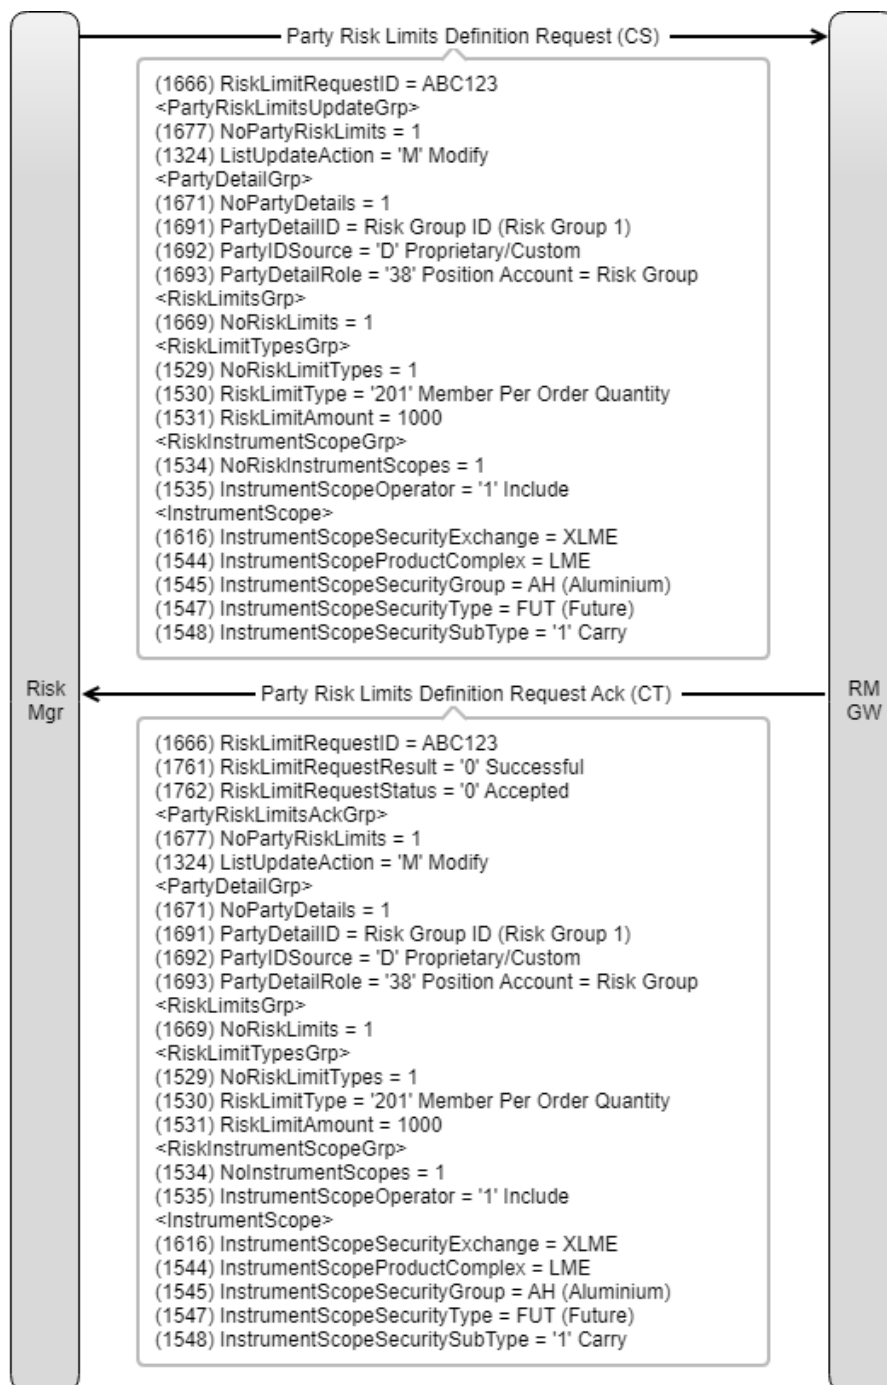 Party Risk Limits Definition Request (CS)
(1666) RiskLimitRequestID = ABC123
<PartyRiskLimitsUpdateGrp>
(1677) NoPartyRiskLimits = 1
(1324) ListUpdateAction = 'M' Modify
<PartyDetailGrp>
(1671) NoPartyDetails = 1
(1691) PartyDetailID = Risk Group ID (Risk Group 1)
(1692) PartyIDSource = 'D' Proprietary/Custom
(1693) PartyDetailRole = '38' Position Account = Risk Group
<RiskLimitsGrp>
(1669) NoRiskLimits = 1
<RiskLimitTypesGrp>
(1529) NoRiskLimitTypes = 1
(1530) RiskLimitType = '201' Member Per Order Quantity
(1531) RiskLimitAmount = 1000
<RiskInstrumentScopeGrp>
(1534) NoRiskInstrumentScopes = 1
(1535) InstrumentScopeOperator = '1' Include
<InstrumentScope>
(1616) InstrumentScopeSecurityExchange = XLME
(1544) InstrumentScopeProductComplex = LME
(1545) InstrumentScopeSecurityGroup = AH (Aluminium)
(1547) InstrumentScopeSecurityType = FUT (Future)
(1548) InstrumentScopeSecuritySubType = '1' Carry
Risk
Mgr
Party Risk Limits Definition Request Ack (CT)
RM
GW
(1666) RiskLimitRequestID = ABC123
(1761) RiskLimitRequestResult = '0' Successful
(1762) RiskLimitRequestStatus = '0' Accepted
<PartyRiskLimitsAckGrp>
(1677) NoPartyRiskLimits = 1
(1324) ListUpdateAction = 'M' Modify
<PartyDetailGrp>
(1671) NoPartyDetails = 1
(1691) PartyDetailID = Risk Group ID (Risk Group 1)
(1692) PartyIDSource = 'D' Proprietary/Custom
(1693) PartyDetailRole = '38' Position Account = Risk Group
<RiskLimitsGrp>
(1669) NoRiskLimits = 1
<RiskLimitTypesGrp>
(1529) NoRiskLimitTypes = 1
(1530) RiskLimitType = '201' Member Per Order Quantity
(1531) RiskLimitAmount = 1000
<RiskInstrumentScopeGrp>
(1534) NoInstrumentScopes = 1
(1535) InstrumentScopeOperator = '1' Include
<InstrumentScope>
(1616) InstrumentScopeSecurityExchange = XLME
(1544) InstrumentScopeProductComplex = LME
(1545) InstrumentScopeSecurityGroup = AH (Aluminium)
(1547) InstrumentScopeSecurityType = FUT (Future)
(1548) InstrumentScopeSecuritySubType = '1' Carry